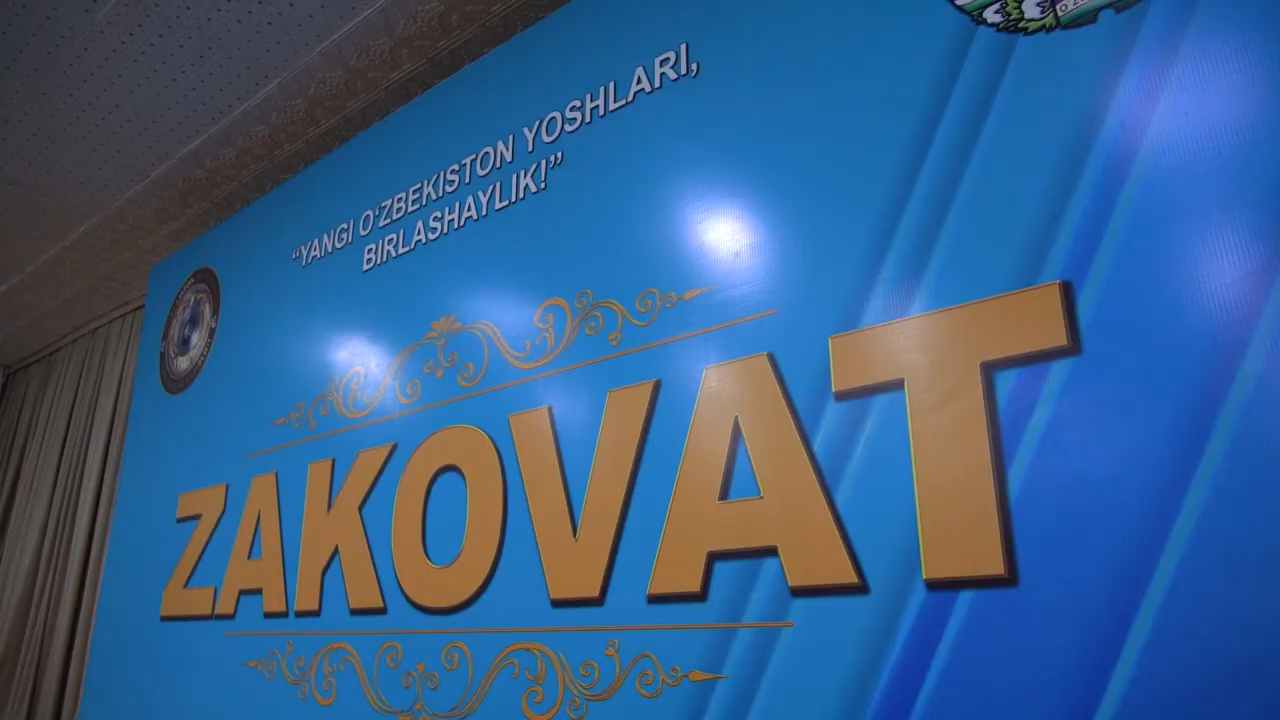 “YANGI O‘ZBEKISTON YOSHLARI,
BIRLASHAYLIK!”
ZAKOVAT